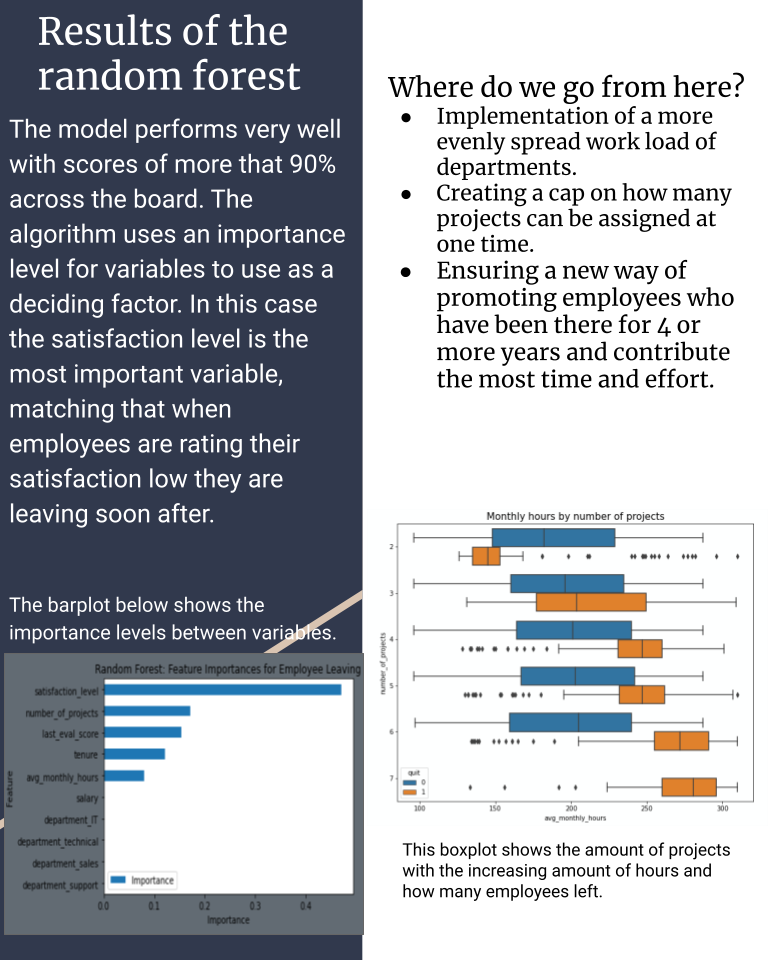 Results of the
random forest
The model performs very well
with scores of more that 90%
across the board. The
algorithm uses an importance
level for variables to use as a
deciding factor. In this case
the satisfaction level is the
most important variable,
matching that when
employees are rating their
satisfaction low they are
leaving soon after.
The barplot below shows the
importance levels between variables.
Random Forest: Feature Importances for Employee Leaving
Feature
satisfaction_level
number_of_projects
last_eval_score
tenure
avg_monthly_hours
salary
department_IT
department_technical
department_sales
department_support
Importance
0.0 0.1 0.2 0.3 0.4
Importance
Where do we go from here?
● Implementation of a more
evenly spread work load of
departments.
● Creating a cap on how many
projects can be assigned at
one time.
● Ensuring a new way of
promoting employees who
have been there for 4 or
more years and contribute
the most time and effort.
Monthly hours by number of projects
number_of_projects
2
3
4
5
6
7
quit
0
1
100 150 200 250 300
avg_monthly_hours
This boxplot shows the amount of projects
with the increasing amount of hours and
how many employees left.